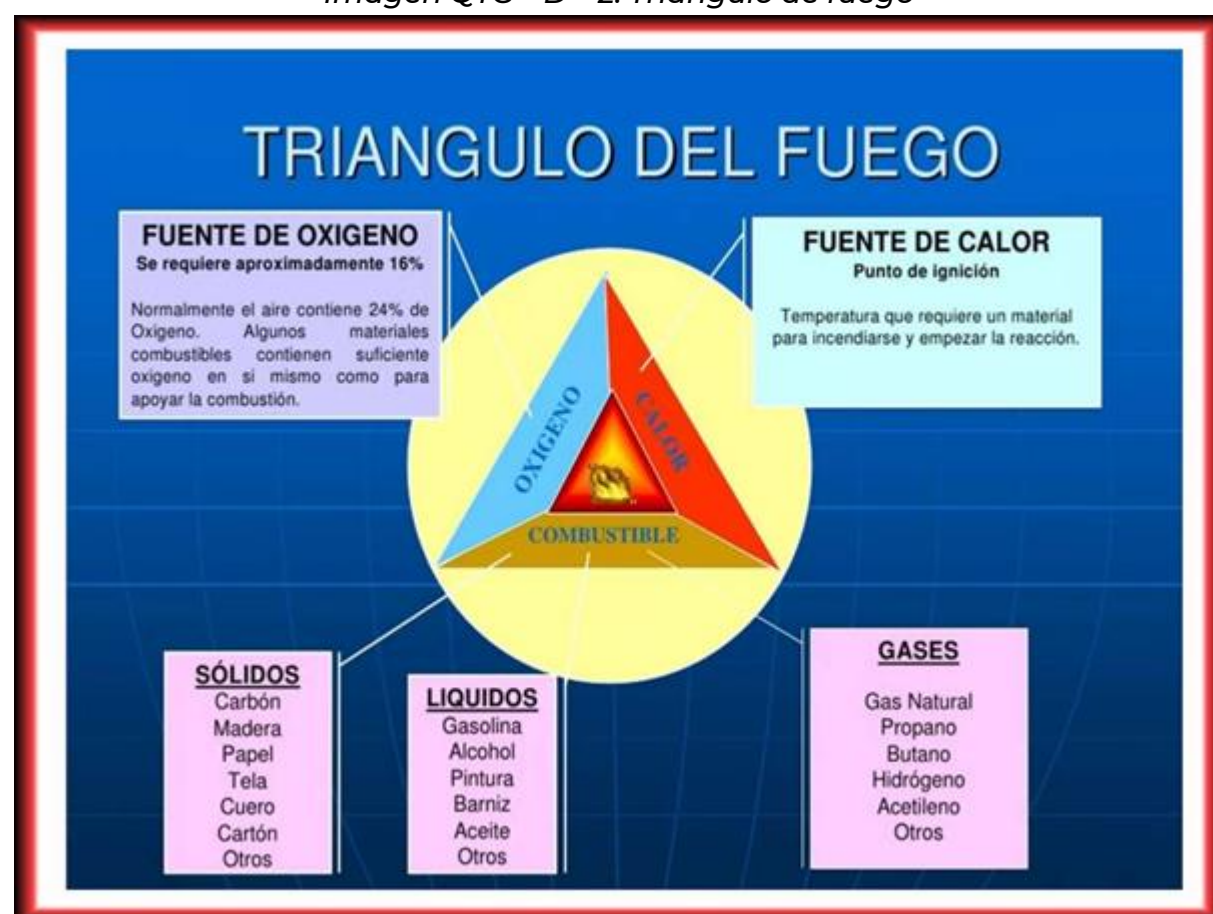 TRIANGULO DEL FUEGO
FUENTE DE OXIGENO
Se requiere aproximadamente 16%
Normalmente el aire contiene 24% de
Oxigeno. Algunos materiales
combustibles contienen suficiente
oxigeno en si mismo como para
apoyar la combustión.
FUENTE DE CALOR
Punto de ignición
Temperatura que requiere un material
para incendiarse y empezar la reacción.
OXIGENO
CALOR
COMBUSTIBLE
SÓLIDOS
Carbón
Madera
Papel
Tela
Cuero
Cartón
Otros
LIQUIDOS
Gasolina
Alcohol
Pintura
Barniz
Aceite
Otros
GASES
Gas Natural
Propano
Butano
Hidrógeno
Acetileno
Otros